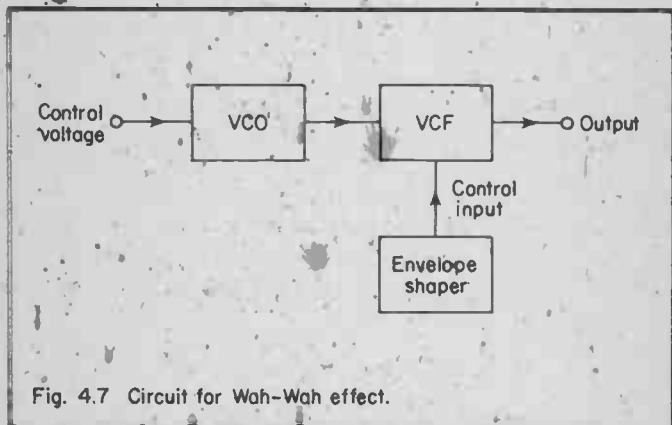 Control
voltage
VCO
VCF
Output
Control
input
Envelope
shaper
Fig. 4.7 Circuit for Wah-Wah effect.